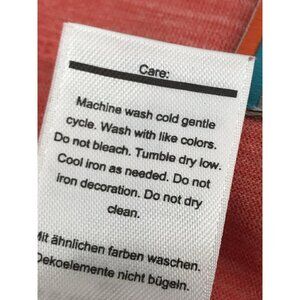 Care:
Machine wash cold gentle
cycle. Wash with like colors.
Do not bleach. Tumble dry low.
Cool iron as needed. Do not
iron decoration. Do not dry
clean.
Mit ähnlichen farben waschen.
Dekoelemente nicht bügeln.